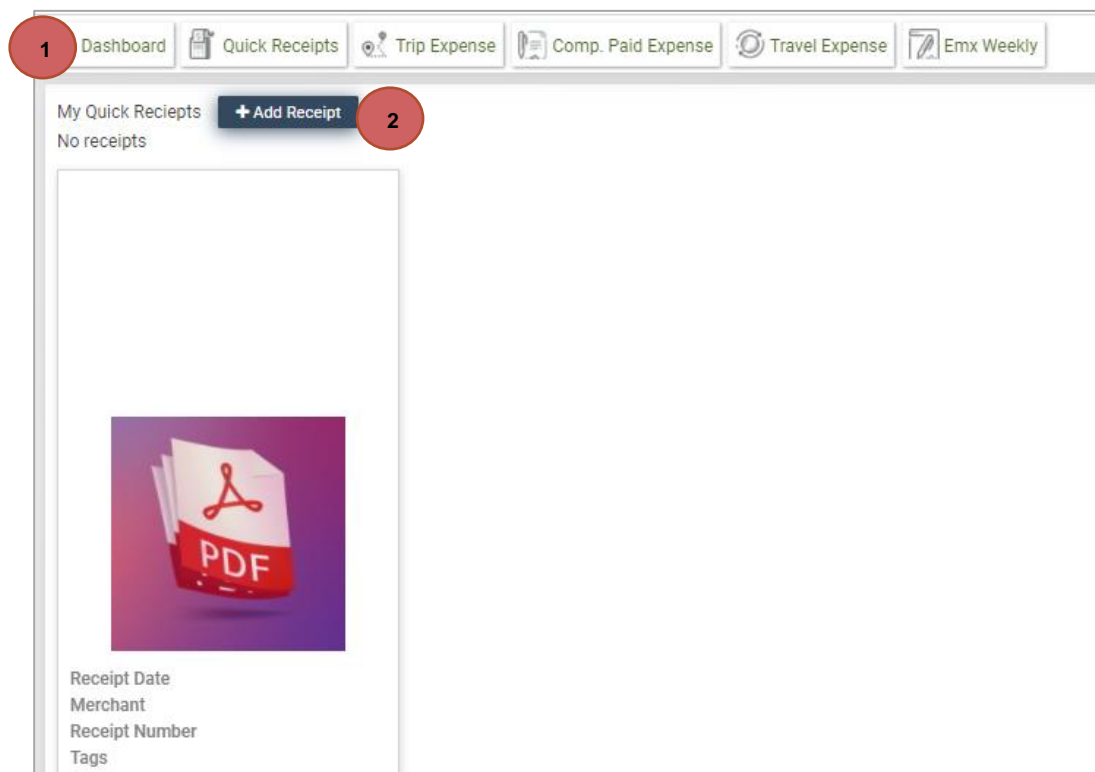 1 Dashboard Quick Receipts Trip Expense Comp. Paid Expense Travel Expense Emx Weekly
My Quick Reciepts + Add Receipt 2
No receipts
PDF
Receipt Date
Merchant
Receipt Number
Tags